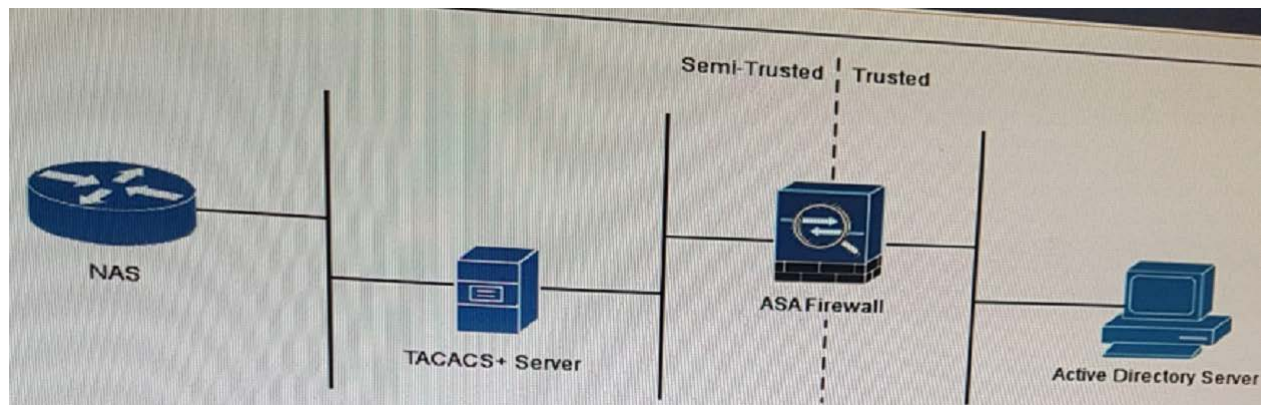 Semi-Trusted Trusted
NAS
ASA Firewall
TACACS+ Server
Active Directory Server